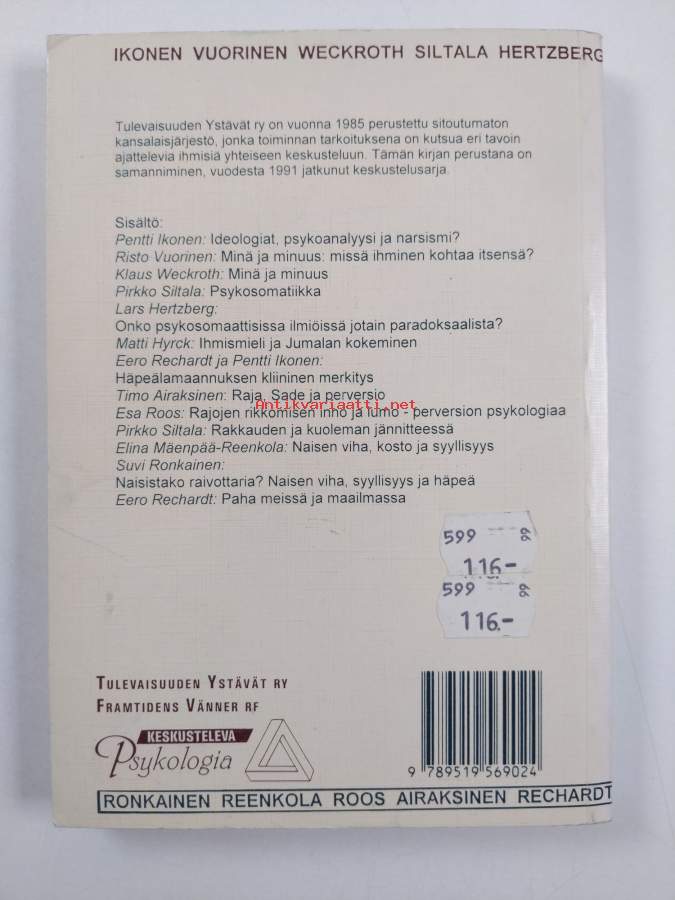 IKONEN VUORINEN WECKROTH SILTALA HERTZBERG
Tulevaisuuden Ystävät ry on vuonna 1985 perustettu sitoutumaton
kansalaisjärjestö, jonka toiminnan tarkoituksena on kutsua eri tavoin
ajattelevia ihmisiä yhteiseen keskusteluun. Tämän kirjan perustana on
samanniminen, vuodesta 1991 jatkunut keskustelusarja.
Sisältö:
Pentti Ikonen: Ideologiat, psykoanalyysi ja narsismi?
Risto Vuorinen: Minä ja minuus: missä ihminen kohtaa itsensä?
Klaus Weckroth: Minä ja minuus
Pirkko Siltala: Psykosomatiikka
Lars Hertzberg:
Onko psykosomaattisissa ilmiöissä jotain paradoksaalista?
Matti Hyrck: Ihmismieli ja Jumalan kokeminen
Eero Rechardt ja Pentti Ikonen:
Häpeälamaannuksen kliininen merkitys
Timo Airaksinen: Raja, Sade ja perversio
Antikvariaatti.net
Esa Roos: Rajojen rikkomisen into ja lumo - perversion psykologiaa
Pirkko Siltala: Rakkauden ja kuoleman jännitteessä
Elina Mäenpää-Reenkola: Naisen viha, kosto ja syyllisyys
Suvi Ronkainen:
Naisistako raivottaria? Naisen viha, syyllisyys ja häpeä
Eero Rechardt: Paha meissä ja maailmassa
599 99
116.-
599 99
116.-
TULEVAISUUDEN YSTÄVÄT RY
FRAMTIDENS VÄNNER RF
KESKUSTELEVA
Psykologia
9 789519 569024
RONKAINEN REENKOLA ROOS AIRAKSINEN RECHARDT